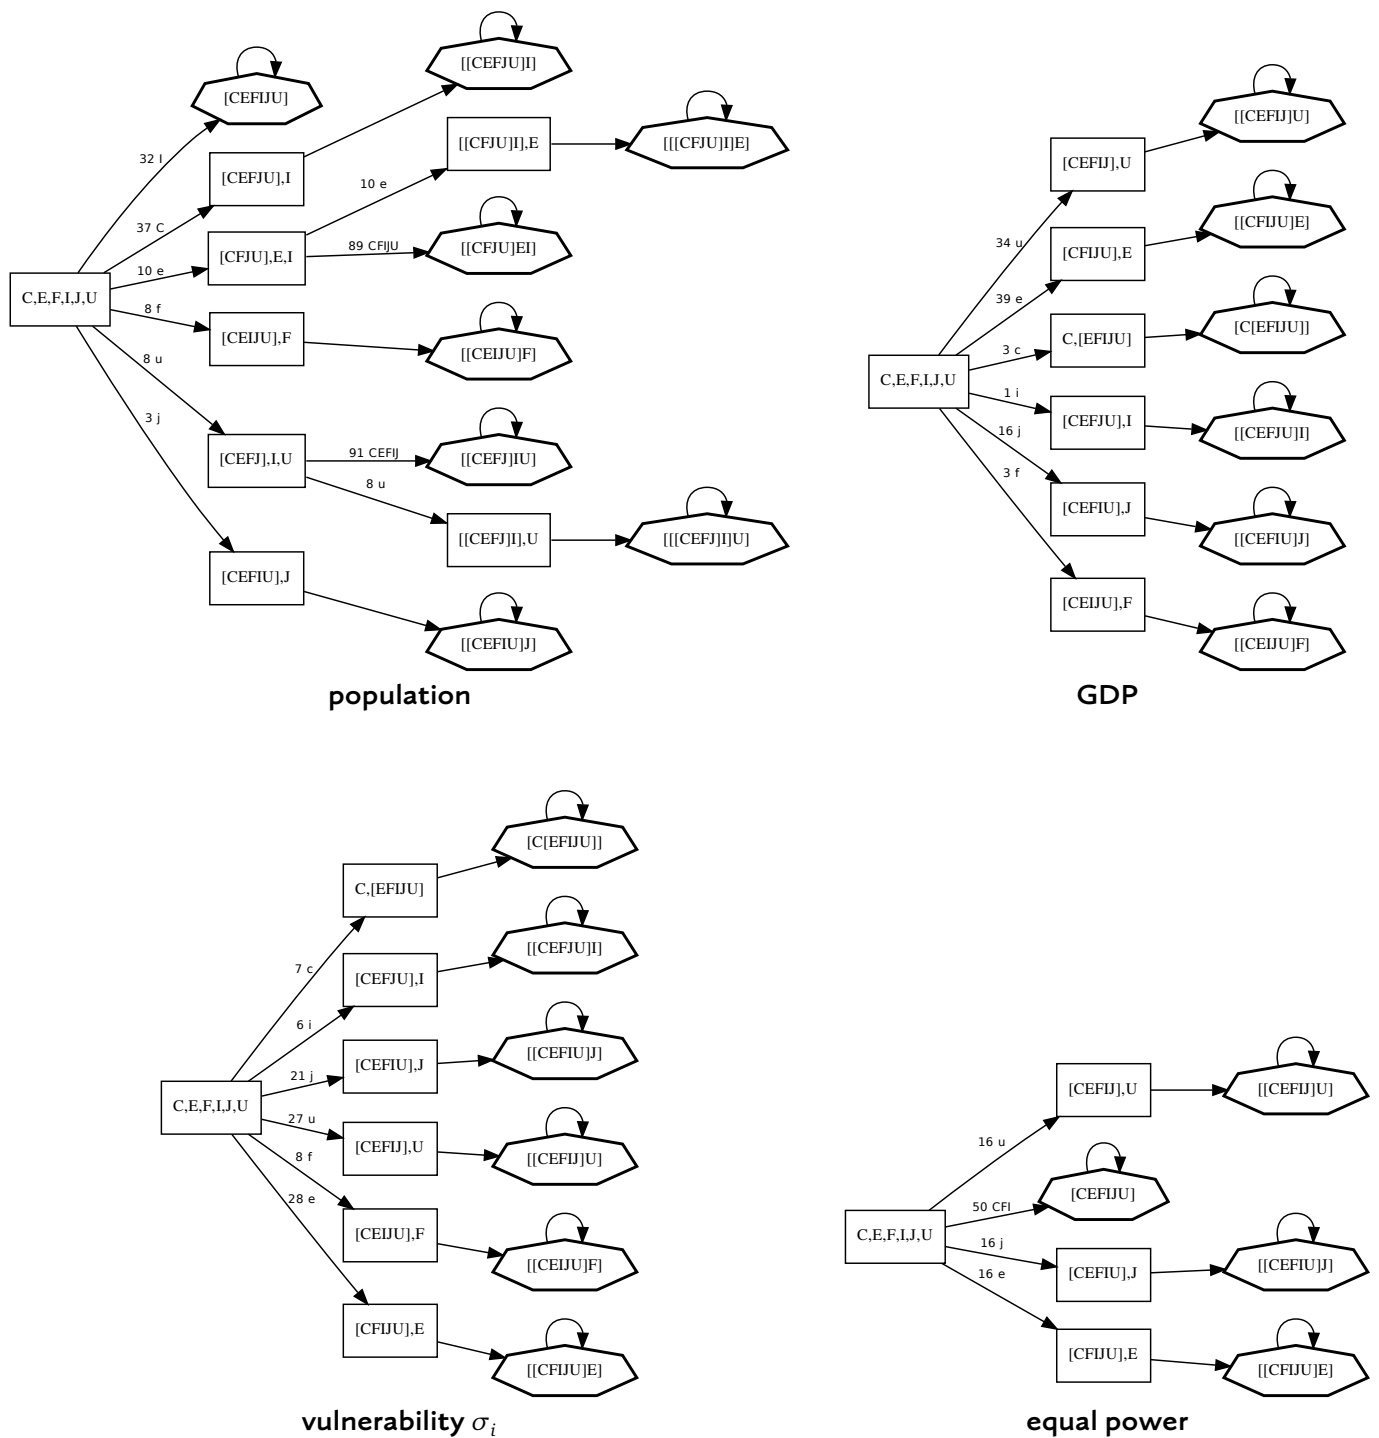 [CEFIJU]
[[CEFJU]I]
32 I
[CEFJU],I
[[CFJU]I],E
[[[CFJU]I]E]
10 e
37 C
[CFJU],E,I
89 CFIJU
[[CFJU]EI]
10 e
C,E,F,I,J,U
8 f
[CEIJU],F
[[CEIJU]F]
8 u
3 j
[CEFJ],I,U
91 CEFIJ
[[CEFJ]IU]
8 u
[[CEFJ]I],U
[[[CEFJ]I]U]
[CEFIU],J
[[CEFIU]J]
population
[[CEFIJ]U]
[CEFIJ],U
34 u
[CFIJU],E
[[CFIJU]E]
39 e
C,[EFIJU]
[C[EFIJU]]
3 c
C,E,F,I,J,U
1 i
[CEFJU],I
[[CEFJU]I]
16 j
3 f
[CEFIU],J
[[CEFIU]J]
[CEIJU],F
[[CEIJU]F]
GDP
[C[EFIJU]]
C,[EFIJU]
7 c
[CEFJU],I
[[CEFJU]I]
6 i
[CEFIU],J
[[CEFIU]J]
21 j
C,E,F,I,J,U
27 u
[CEFIJ],U
[[CEFIJ]U]
8 f
28 e
[CEIJU],F
[[CEIJU]F]
[CFIJU],E
[[CFIJU]E]
vulnerability σi
[CEFIJ],U
[[CEFIJ]U]
16 u
50 CFI
[CEFIJU]
C,E,F,I,J,U
16 j
[CEFIU],J
[[CEFIU]J]
16 e
[CFIJU],E
[[CFIJU]E]
equal power